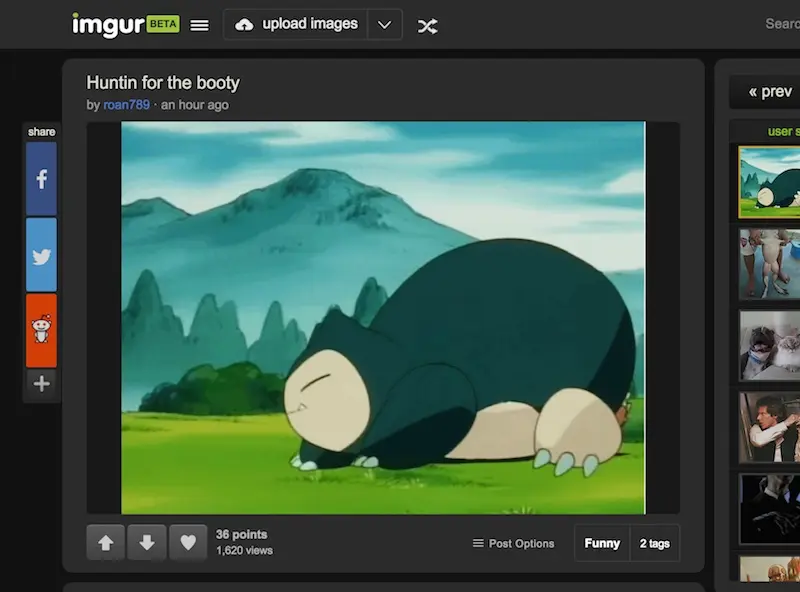 imgur BETA
upload images
Sear
Huntin for the booty
by roan789 · an hour ago
share
« prev
user s
36 points
1,620 views
Post Options
Funny
2 tags